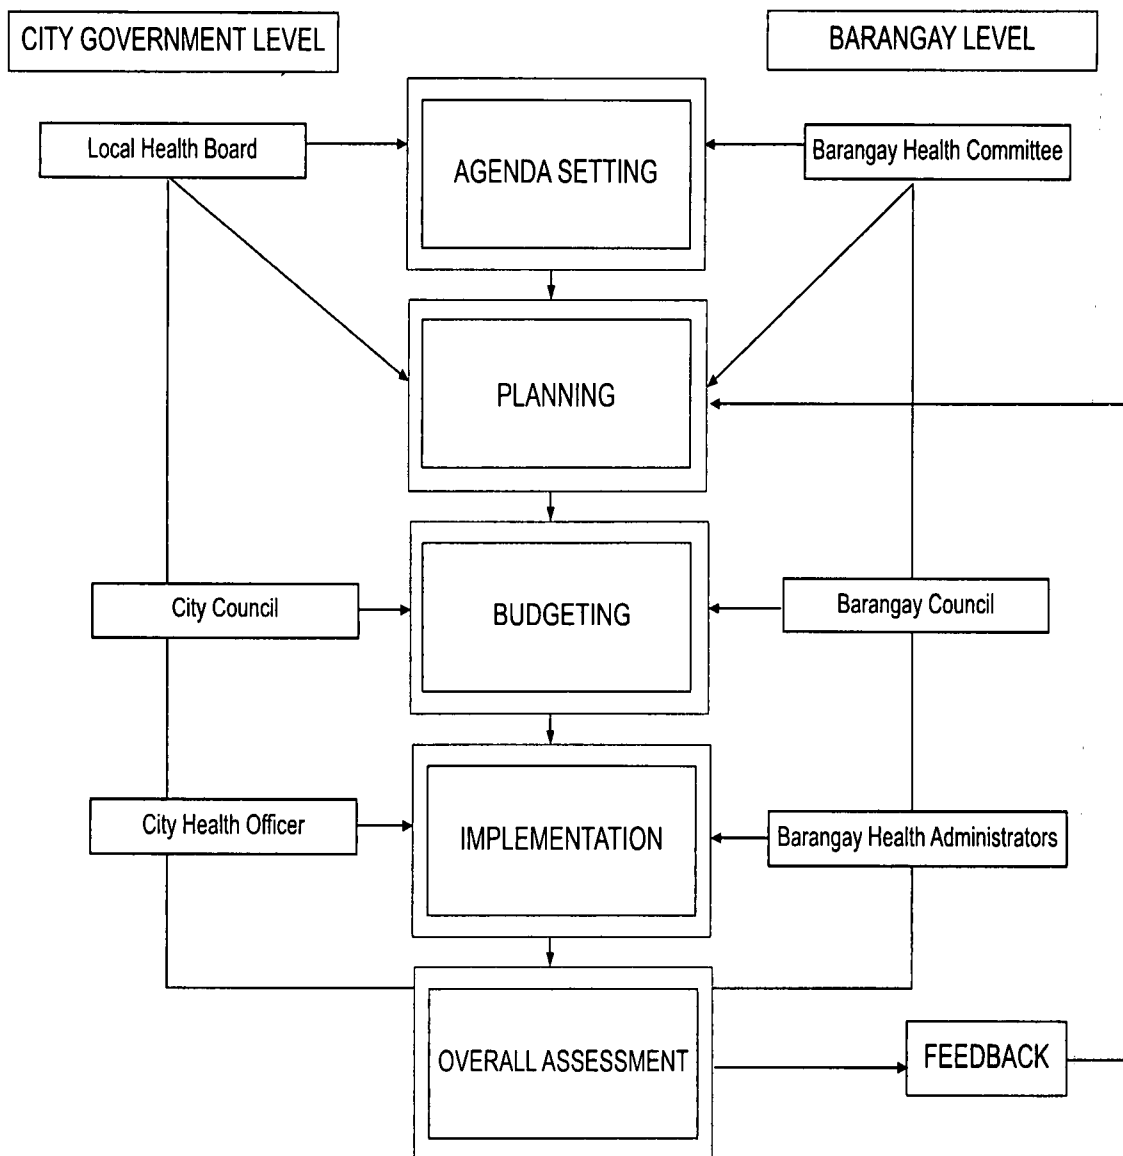 CITY GOVERNMENT LEVEL
BARANGAY LEVEL
Local Health Board
AGENDA SETTING
Barangay Health Committee
PLANNING
City Council
BUDGETING
Barangay Council
City Health Officer
IMPLEMENTATION
Barangay Health Administrators
OVERALL ASSESSMENT
FEEDBACK